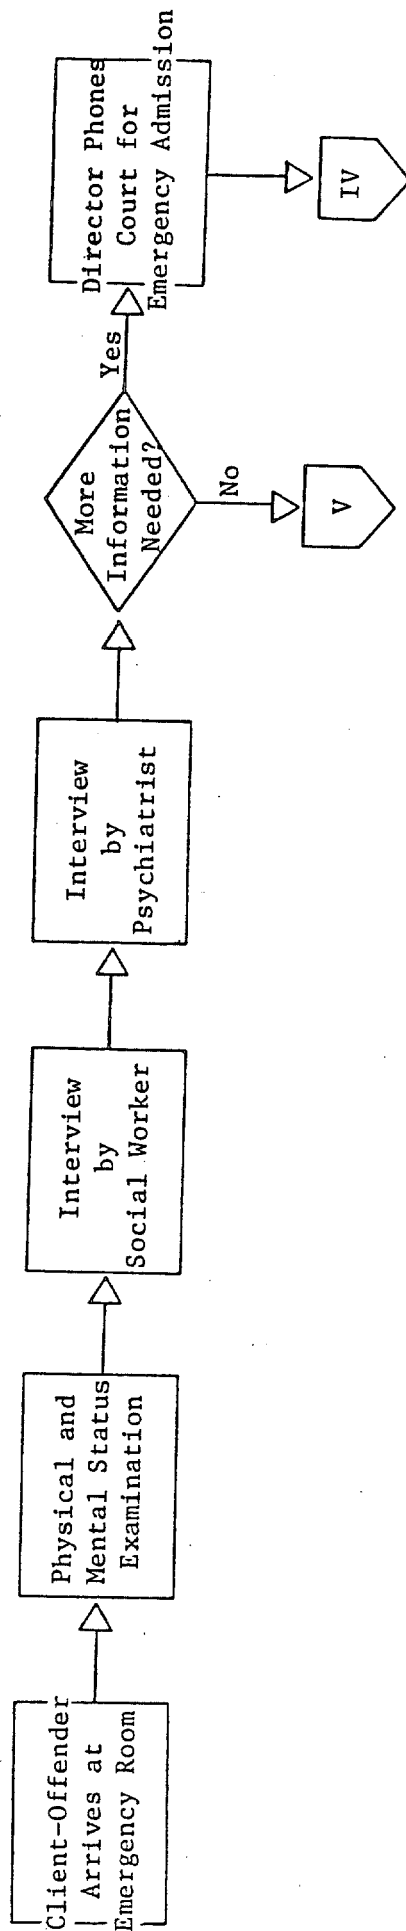 Client-Offender
Arrives at
Emergency Room
Physical and
Mental Status
Examination
Interview
by
Social Worker
Interview
by
Psychiatrist
More
Information
Needed?
Yes
No
Director Phones
Court for
Emergency Admission
V
IV